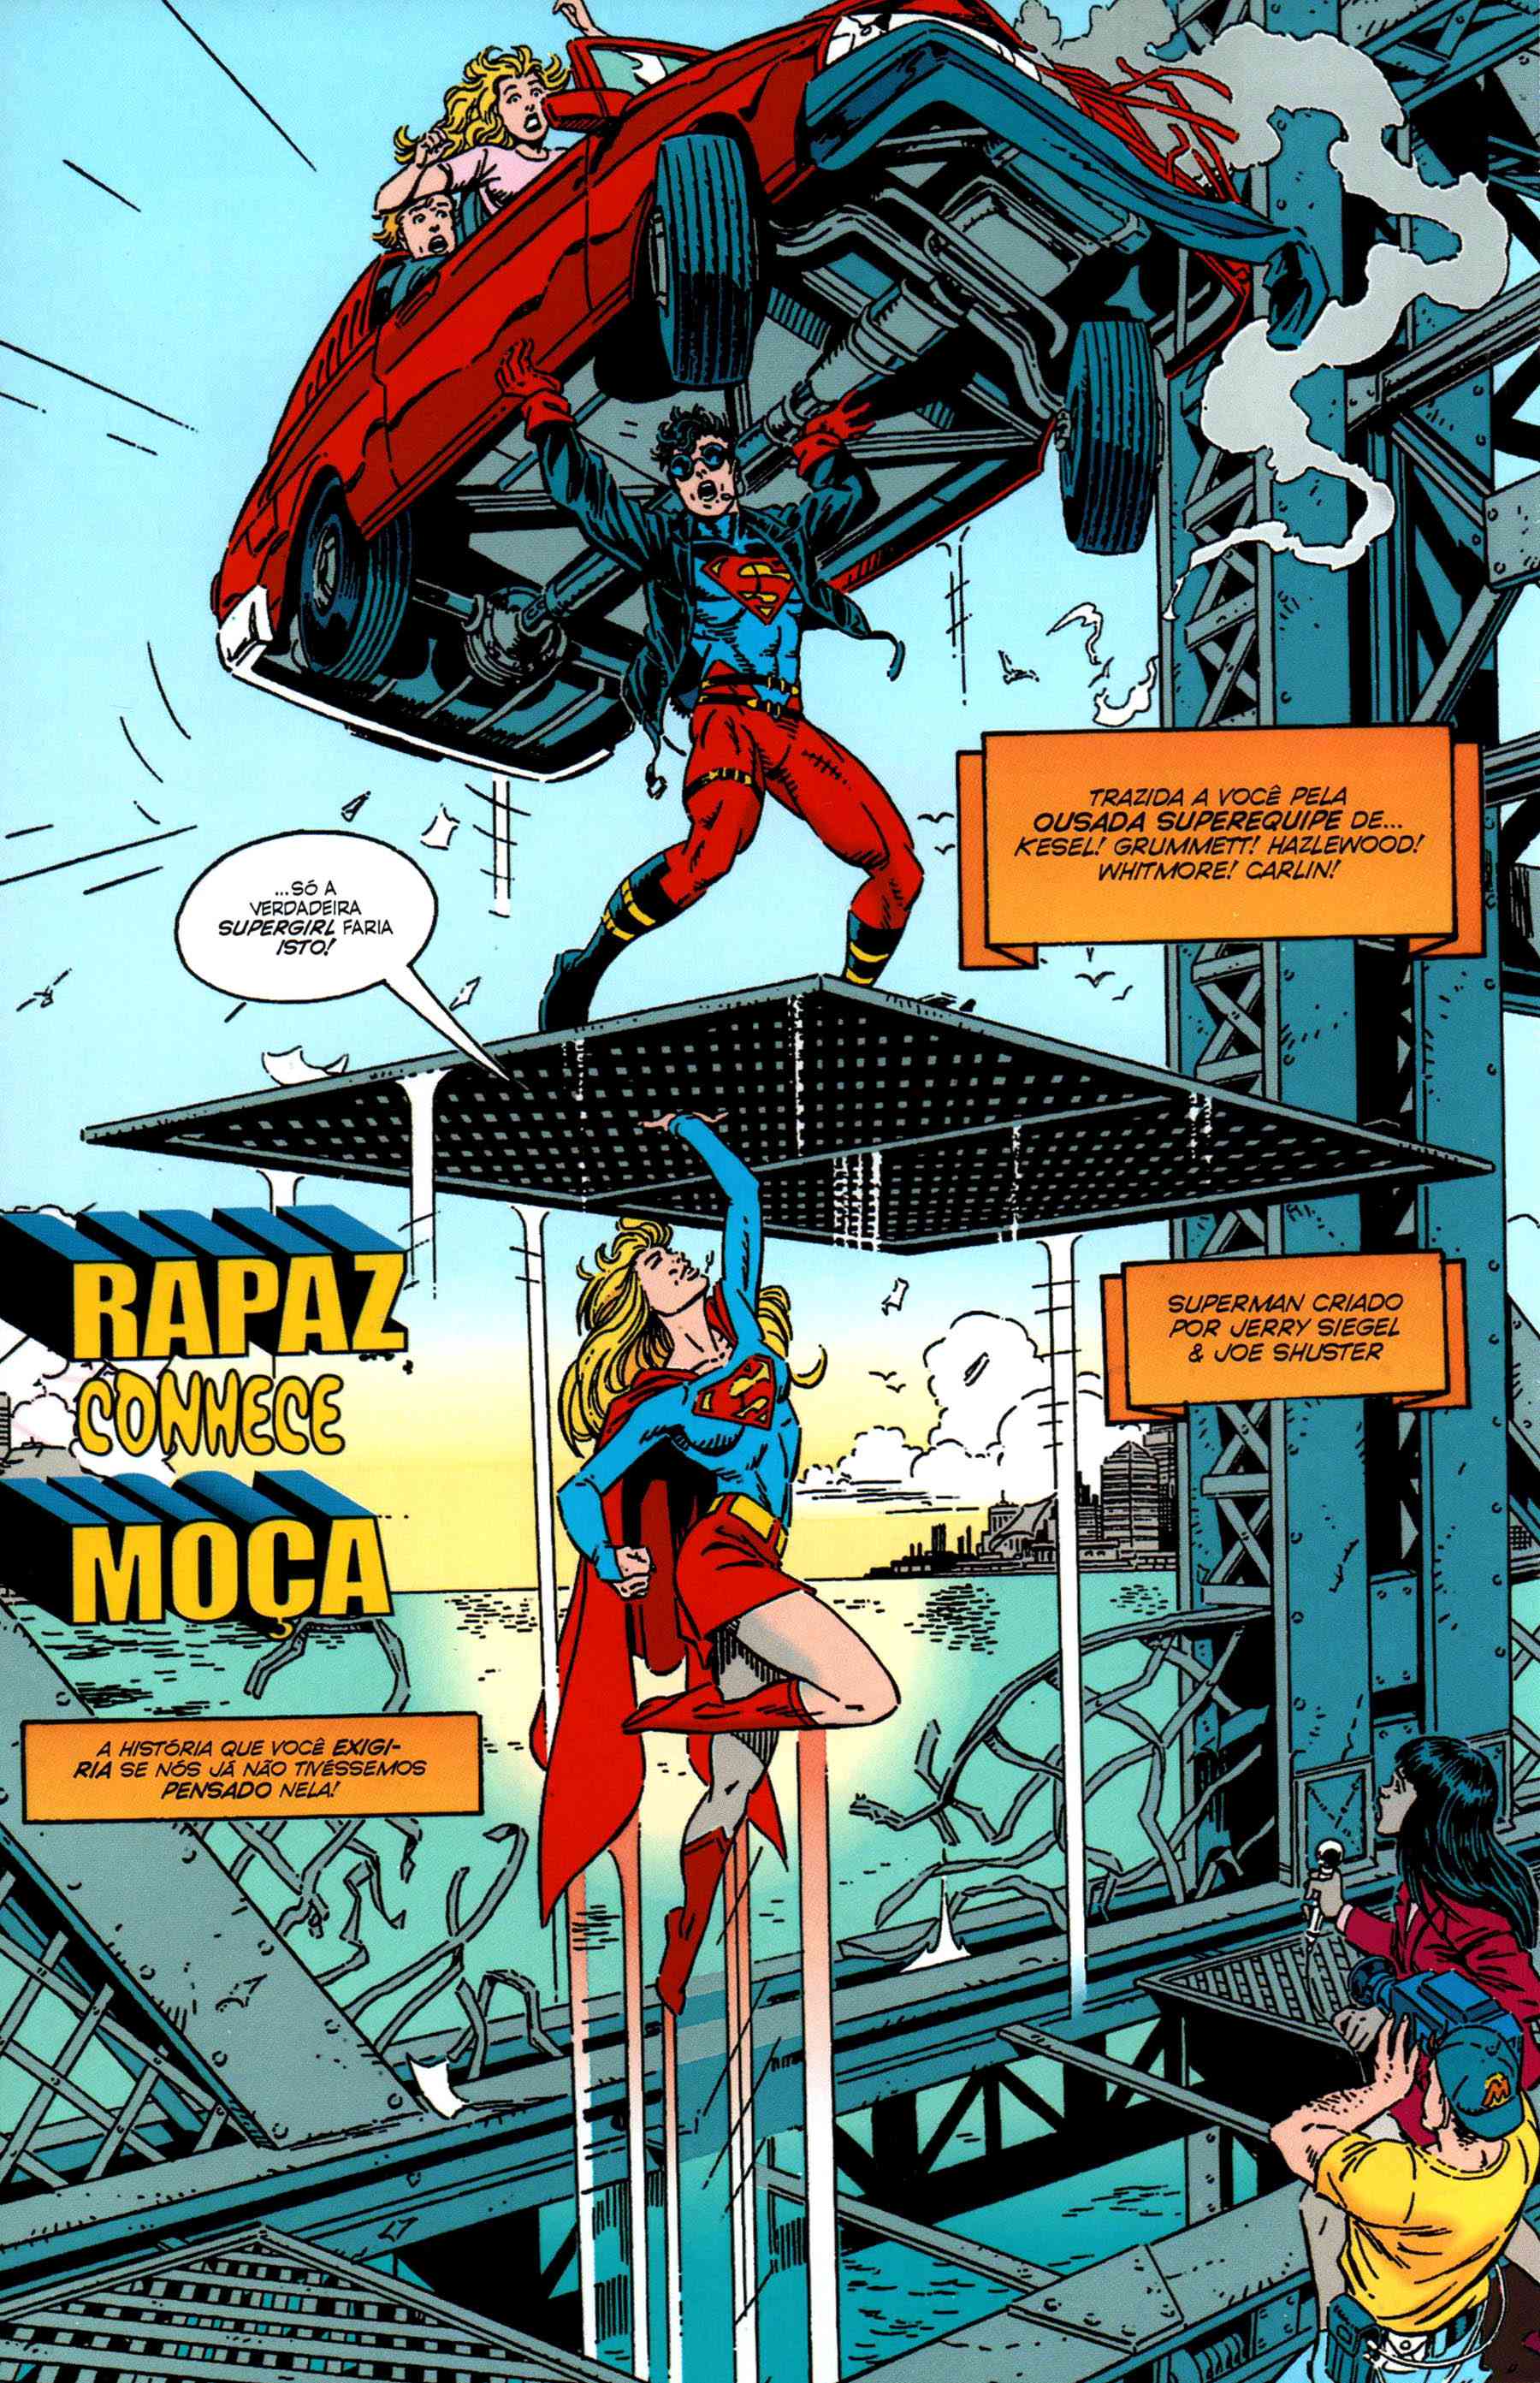 TRAZIDA A VOCÊ PELA
OUSADA SUPEREQUIPE DE...
KESEL! GRUMMETT! HAZLEWOOD!
WHITMORE! CARLIN!
...SÓ A
VERDADEIRA
SUPERGIRL FARIA
ISTO!
RAPAZ
CONHECE
MOÇA
SUPERMAN CRIADO
POR JERRY SIEGEL
& JOE SHUSTER
A HISTÓRIA QUE VOCÊ EXIGI-
RIA SE NÓS JÁ NÃO TIVÉSSEMOS
PENSADO NELA!
S
S
M